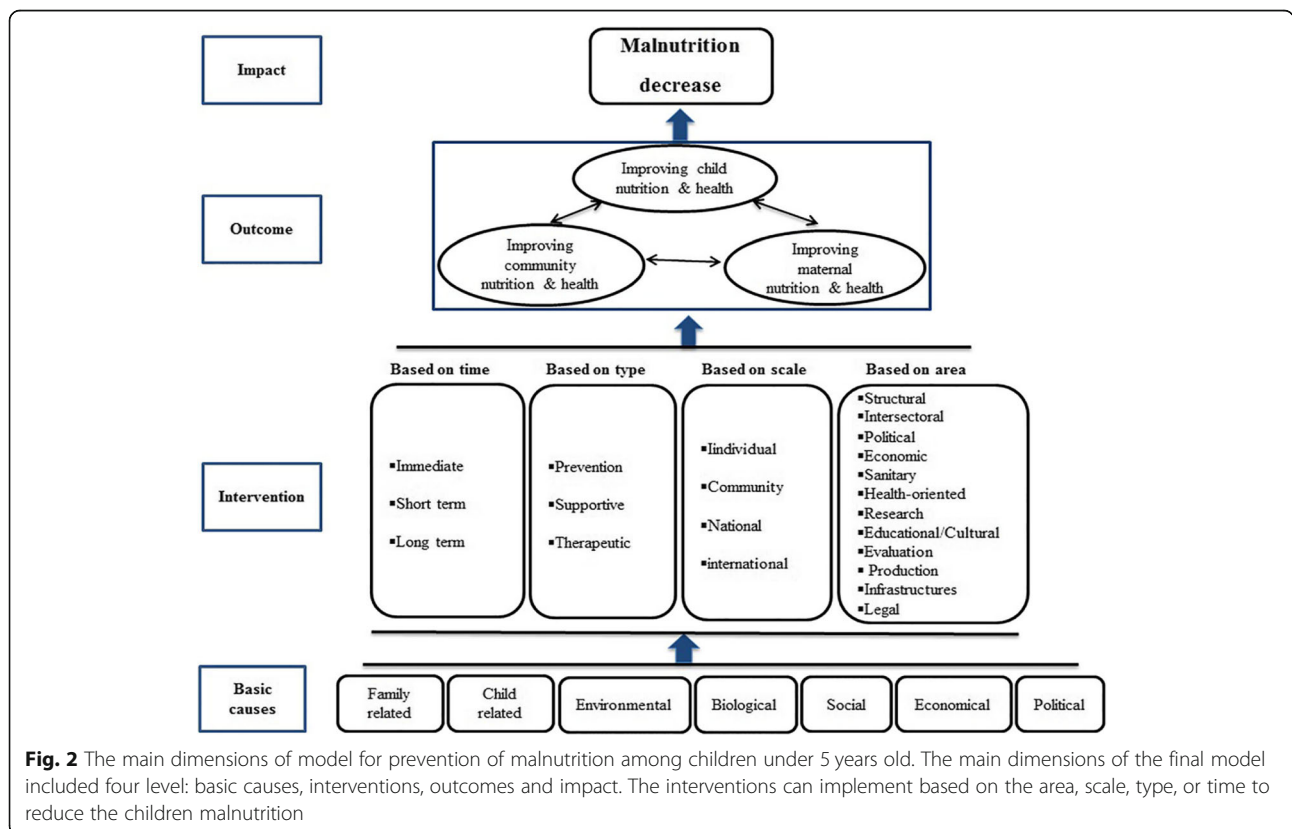 Impact
Malnutrition
decrease
Outcome
Improving child
nutrition & health
Improving
community
nutrition & health
Improving
maternal
nutrition & health
Intervention
Based on time
▪Immediate
▪Short term
▪Long term
Based on type
▪Prevention
▪Supportive
▪Therapeutic
Based on scale
▪Iindividual
▪Community
▪National
▪international
Based on area
▪Structural
▪Intersectoral
▪Political
▪Economic
▪Sanitary
▪Health-oriented
▪Research
▪Educational/Cultural
▪Evaluation
▪ Production
▪Infrastructures
▪Legal
Basic
causes
Family
related
Child
related
Environmental
Biological
Social
Economical
Political
Fig. 2 The main dimensions of model for prevention of malnutrition among children under 5 years old. The main dimensions of the final model
included four level: basic causes, interventions, outcomes and impact. The interventions can implement based on the area, scale, type, or time to
reduce the children malnutrition